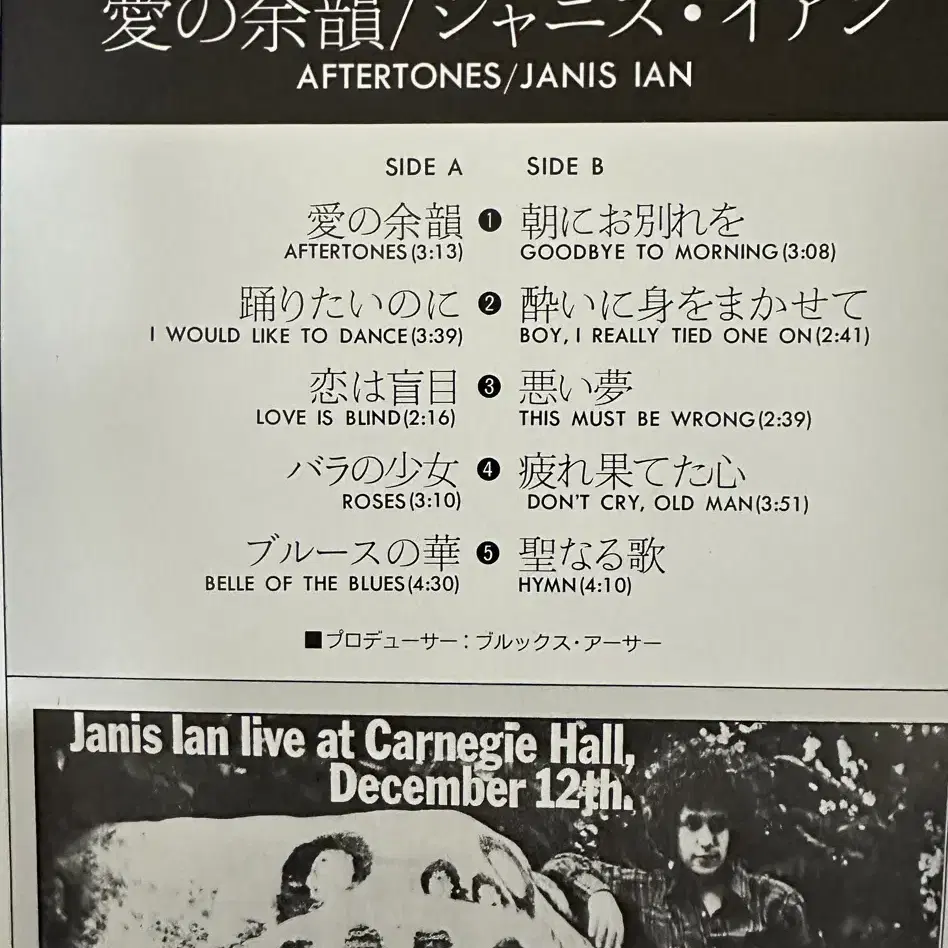 愛の余韻/ジャニス・イアン
AFTERTONES/JANIS IAN
SIDE A
愛の余韻
AFTERTONES(3:13)
踊りたいのに
I WOULD LIKE TO DANCE(3:39)
恋は盲目
LOVE IS BLIND(2:16)
バラの少女
ROSES(3:10)
ブルースの華
BELLE OF THE BLUES(4:30)
❶
❷
❸
❹
❺
SIDE B
朝にお別れを
GOODBYE TO MORNING(3:08)
酔いに身をまかせて
BOY, I REALLY TIED ONE ON(2:41)
悪い夢
THIS MUST BE WRONG(2:39)
疲れ果てた心
DON'T CRY, OLD MAN(3:51)
聖なる歌
HYMN(4:10)
■プロデューサー：ブルックス・アーサー
Janis Ian live at Carnegie Hall,
December 12th.